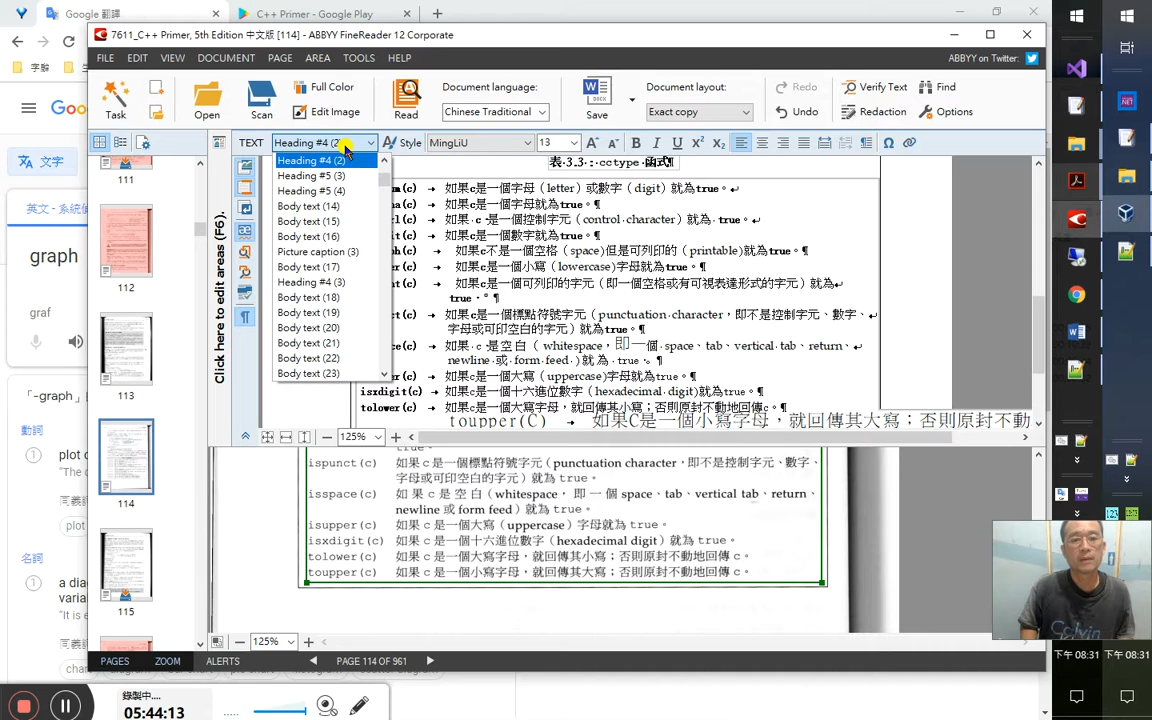 Google 翻譯
C++ Primer - Google Play
7611_C++ Primer, 5th Edition 中文版 [114] - ABBYY FineReader 12 Corporate
FILE EDIT VIEW DOCUMENT PAGE AREA TOOLS HELP
ABBYY on Twitter:
Task
Open
Scan
Full Color
Edit Image
Read
Document language:
Chinese Traditional
Save
Document layout:
Exact copy
Redo
Undo
Verify Text
Redaction
Find
Options
TEXT
Heading #4 (2)
Style
MingLiU
13
Heading #4 (2)
Heading #5 (3)
Heading #5 (4)
Body text (14)
Body text (15)
Body text (16)
Picture caption (3)
Body text (17)
Heading #4 (3)
Body text (18)
Body text (19)
Body text (20)
Body text (21)
Body text (22)
Body text (23)
表·3.3·:·cctype·函式¶
如果c是一個字母（letter）或數字（digit）就為true。
如果c是一個字母就為true。¶
如果·c·是一個控制字元（control·character）就為·true。
如果c是一個數字就為true。¶
如果c不是一個空格（space)但是可列印的（printable)就為true。¶
如果c是一個小寫（lowercase)字母就為true。¶
如果c是一個可列印的字元（即一個空格或有可視表達形式的字元）就為
true·°¶
如果c是一個標點符號字元（punctuation·character，即不是控制字元、數字、
字母或可印空白的字元）就為true。¶
如果·c·是空白（whitespace，即一個·space、tab、vertical·tab、return、
newline·或·form·feed）就為·true。¶
如果c是一個大寫（uppercase)字母就為true。¶
isxdigit(c) 如果c是一個十六進位數字（hexadecimal·digit)就為true。¶
tolower(c) 如果c是一個大寫字母，就回傳其小寫；否則原封不動地回傳c。¶
toupper(C) 如果C是一個小寫字母，就回傳其大寫；否則原封不動
125%
true。
ispunct(c) 如果 c 是一個標點符號字元（punctuation character，即不是控制字元、數字、
字母或可印空白的字元）就為 true。
isspace(c) 如果 c 是空白（whitespace，即一個 space、tab、vertical tab、return、
newline 或 form feed）就為 true。
isupper(c) 如果 c 是一個大寫（uppercase）字母就為 true。
isxdigit(c) 如果 c 是一個十六進位數字（hexadecimal digit）就為 true。
tolower(c) 如果 c 是一個大寫字母，就回傳其小寫；否則原封不動地回傳 c。
toupper(c) 如果 c 是一個小寫字母，就回傳其大寫；否則原封不動地回傳 c。
125%
Click here to edit areas (F6).
111
112
113
114
115
PAGES ZOOM ALERTS
PAGE 114 OF 961
字辭
文字
graph
ɡraf
動詞
plot
名詞
a diag
varia
下午 08:31
下午 08:31
錄製中....
05:44:13